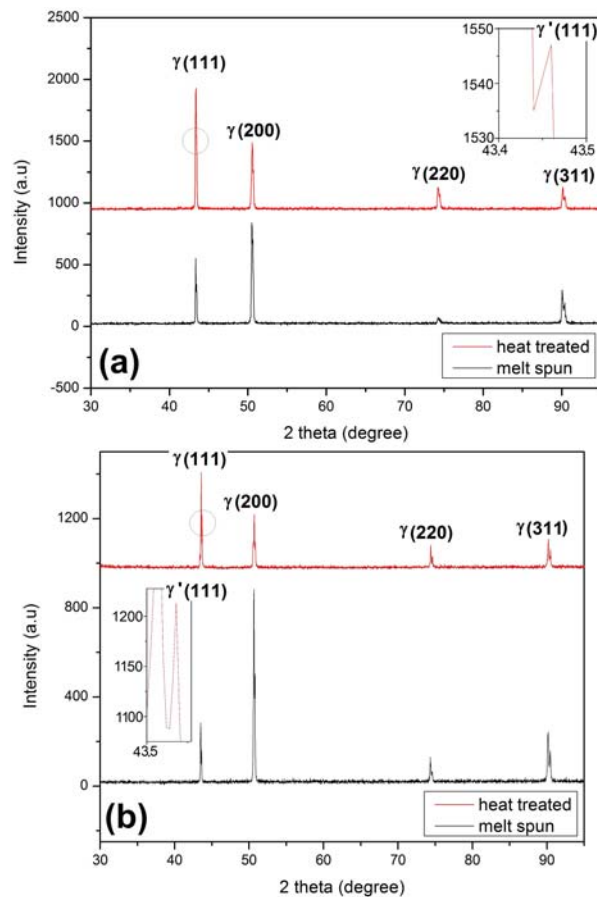 2500
2000
1500
1000
500
0
-500
Intensity (a.u)
γ(111)
γ(200)
γ(220)
γ(311)
1550
1545
1540
1535
1530
γ'(111)
43,4
43,5
(a)
heat treated
melt spun
30 40 50 60 70 80 90
2 theta (degree)
1200
800
400
0
Intensity (a.u)
γ(111)
γ(200)
γ(220)
γ(311)
γ'(111)
1200
1150
1100
43,5
(b)
heat treated
melt spun
30 40 50 60 70 80 90
2 theta (degree)